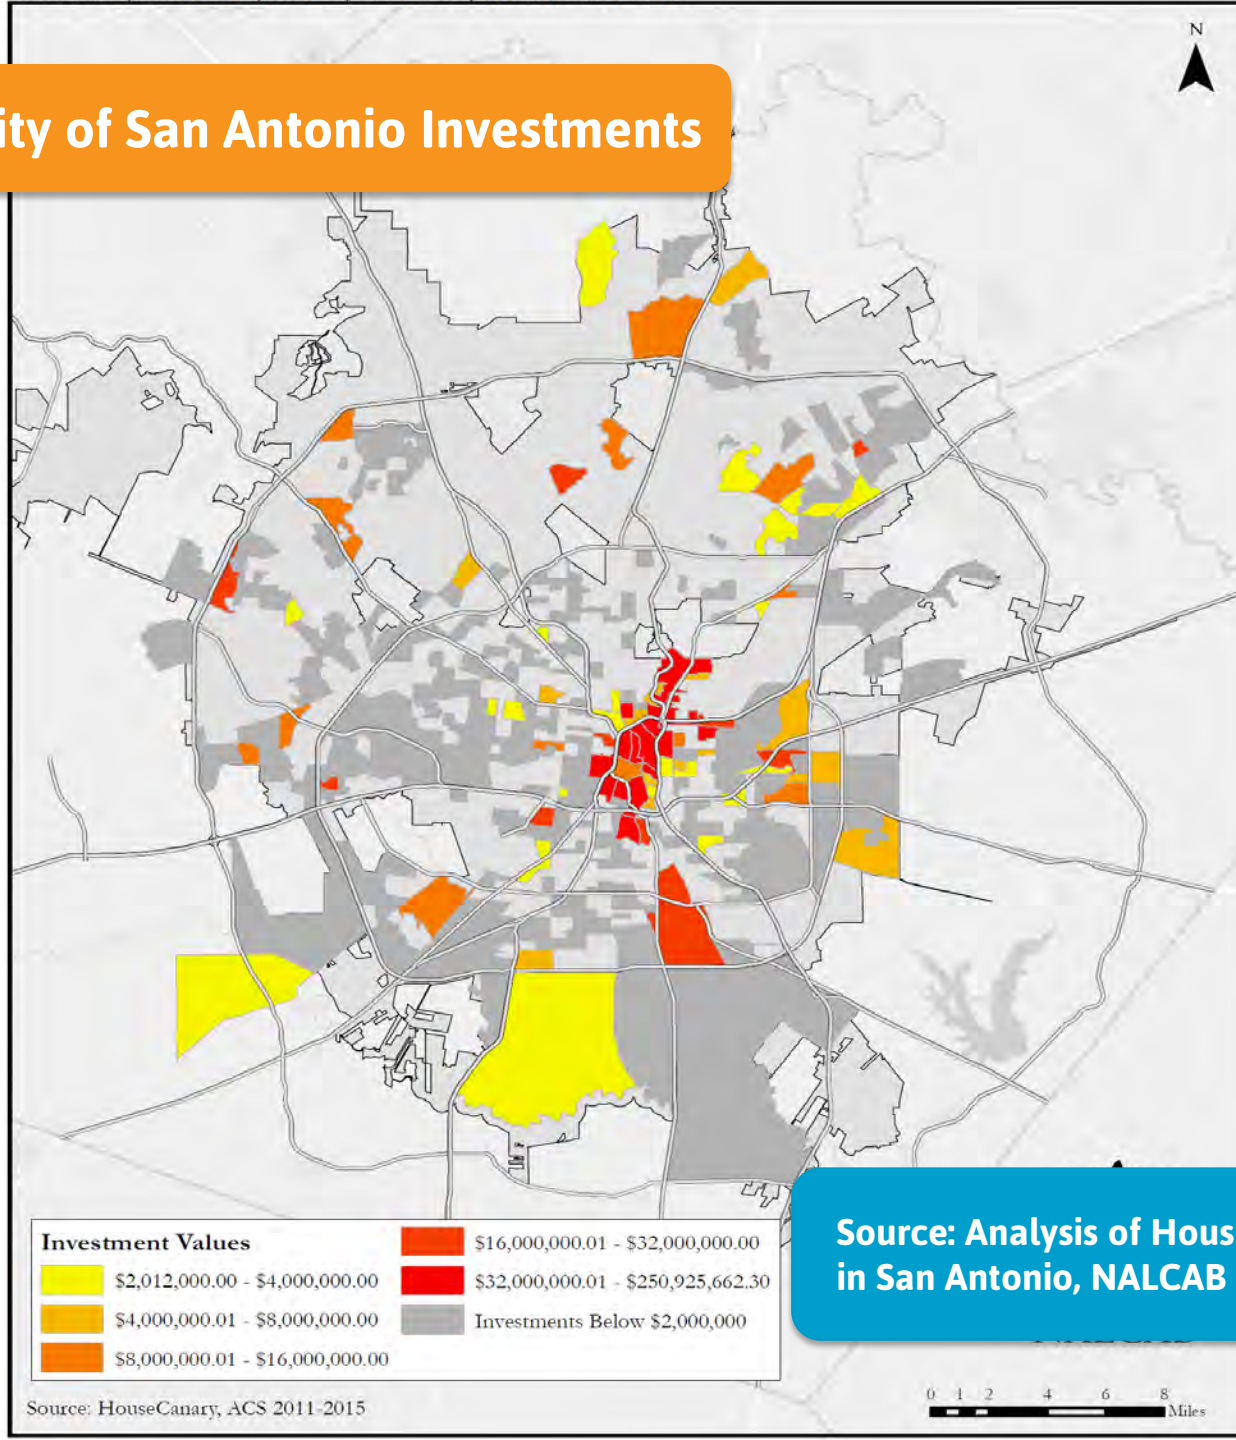 N
ity of San Antonio Investments
Investment Values
$2,012,000.00 - $4,000,000.00
$4,000,000.01 - $8,000,000.00
$8,000,000.01 - $16,000,000.00
$16,000,000.01 - $32,000,000.00
$32,000,000.01 - $250,925,662.30
Investments Below $2,000,000
Source: HouseCanary, ACS 2011-2015
Source: Analysis of Hous
in San Antonio, NALCAB
0 1 2 4 6 8
Miles